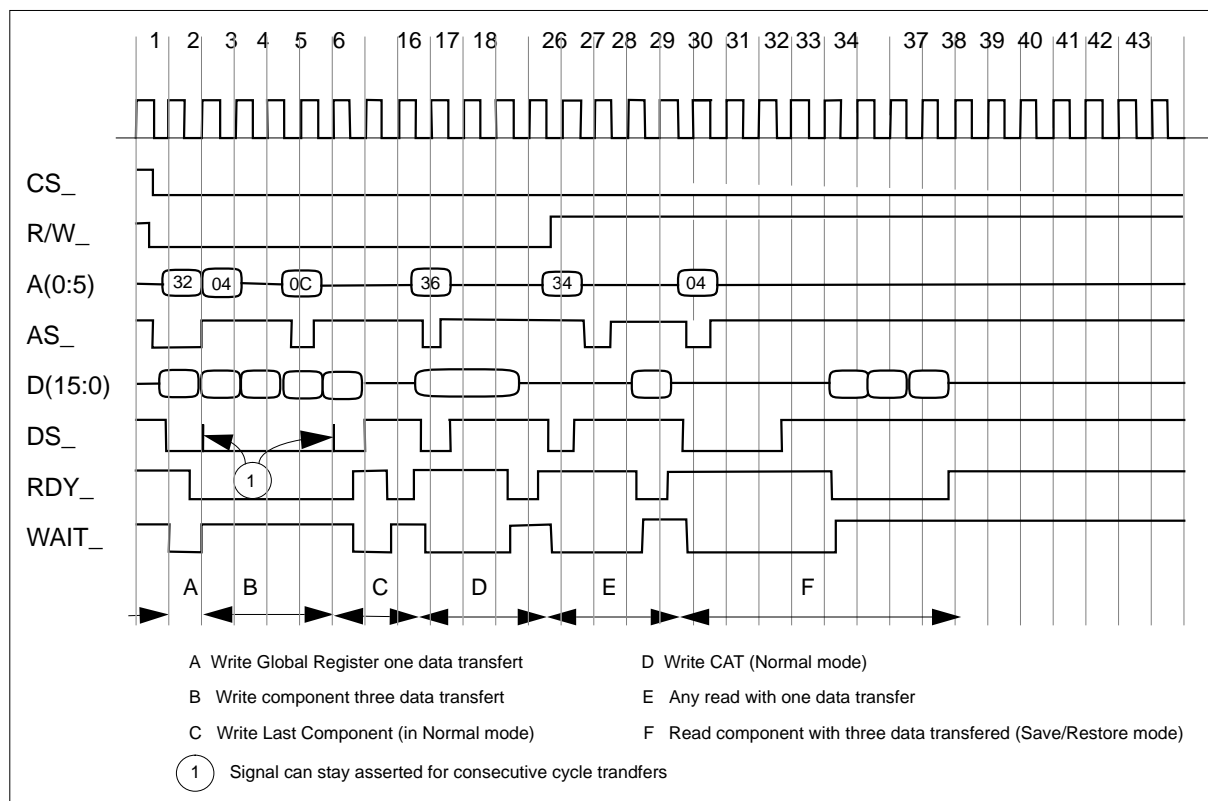 1 2 3 4 5 6 16 17 18 26 27 28 29 30 31 32 33 34 37 38 39 40 41 42 43
CS_
R/W_
A(0:5) 32 04 0C 36 34 04
AS_
D(15:0)
DS_
1
RDY_
WAIT_
A B C D E F
A Write Global Register one data transfert
B Write component three data transfert
C Write Last Component (in Normal mode)
D Write CAT (Normal mode)
E Any read with one data transfer
F Read component with three data transfered (Save/Restore mode)
1 Signal can stay asserted for consecutive cycle trandfers